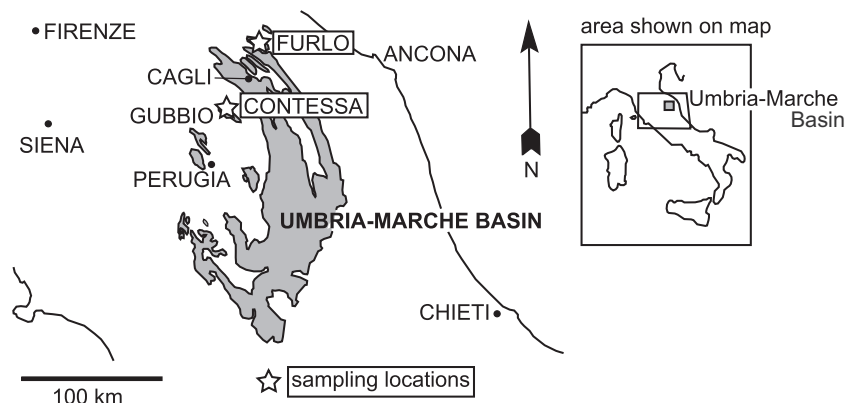 FIRENZE
FURLO
ANCONA
CAGLI
CONTESSA
GUBBIO
SIENA
PERUGIA
N
UMBRIA-MARCHE BASIN
CHIETI
sampling locations
100 km
area shown on map
Umbria-Marche
Basin